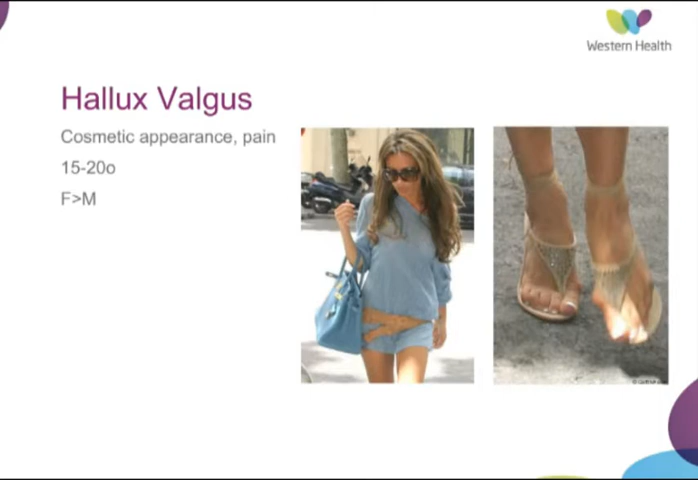 Western Health
Hallux Valgus
Cosmetic appearance, pain
15-20o
F>M